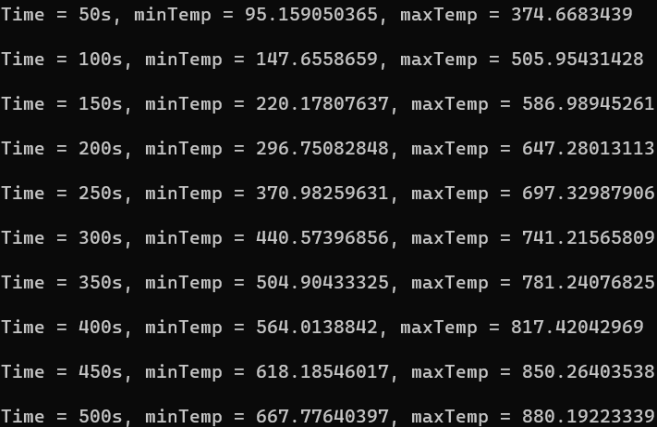 Time = 50s, minTemp = 95.159050365, maxTemp = 374.6683439
Time = 100s, minTemp = 147.6558659, maxTemp = 505.95431428
Time = 150s, minTemp = 220.17807637, maxTemp = 586.98945261
Time = 200s, minTemp = 296.75082848, maxTemp = 647.28013113
Time = 250s, minTemp = 370.98259631, maxTemp = 697.32987906
Time = 300s, minTemp = 440.57396856, maxTemp = 741.21565809
Time = 350s, minTemp = 504.90433325, maxTemp = 781.24076825
Time = 400s, minTemp = 564.0138842, maxTemp = 817.42042969
Time = 450s, minTemp = 618.18546017, maxTemp = 850.26403538
Time = 500s, minTemp = 667.77640397, maxTemp = 880.19223339